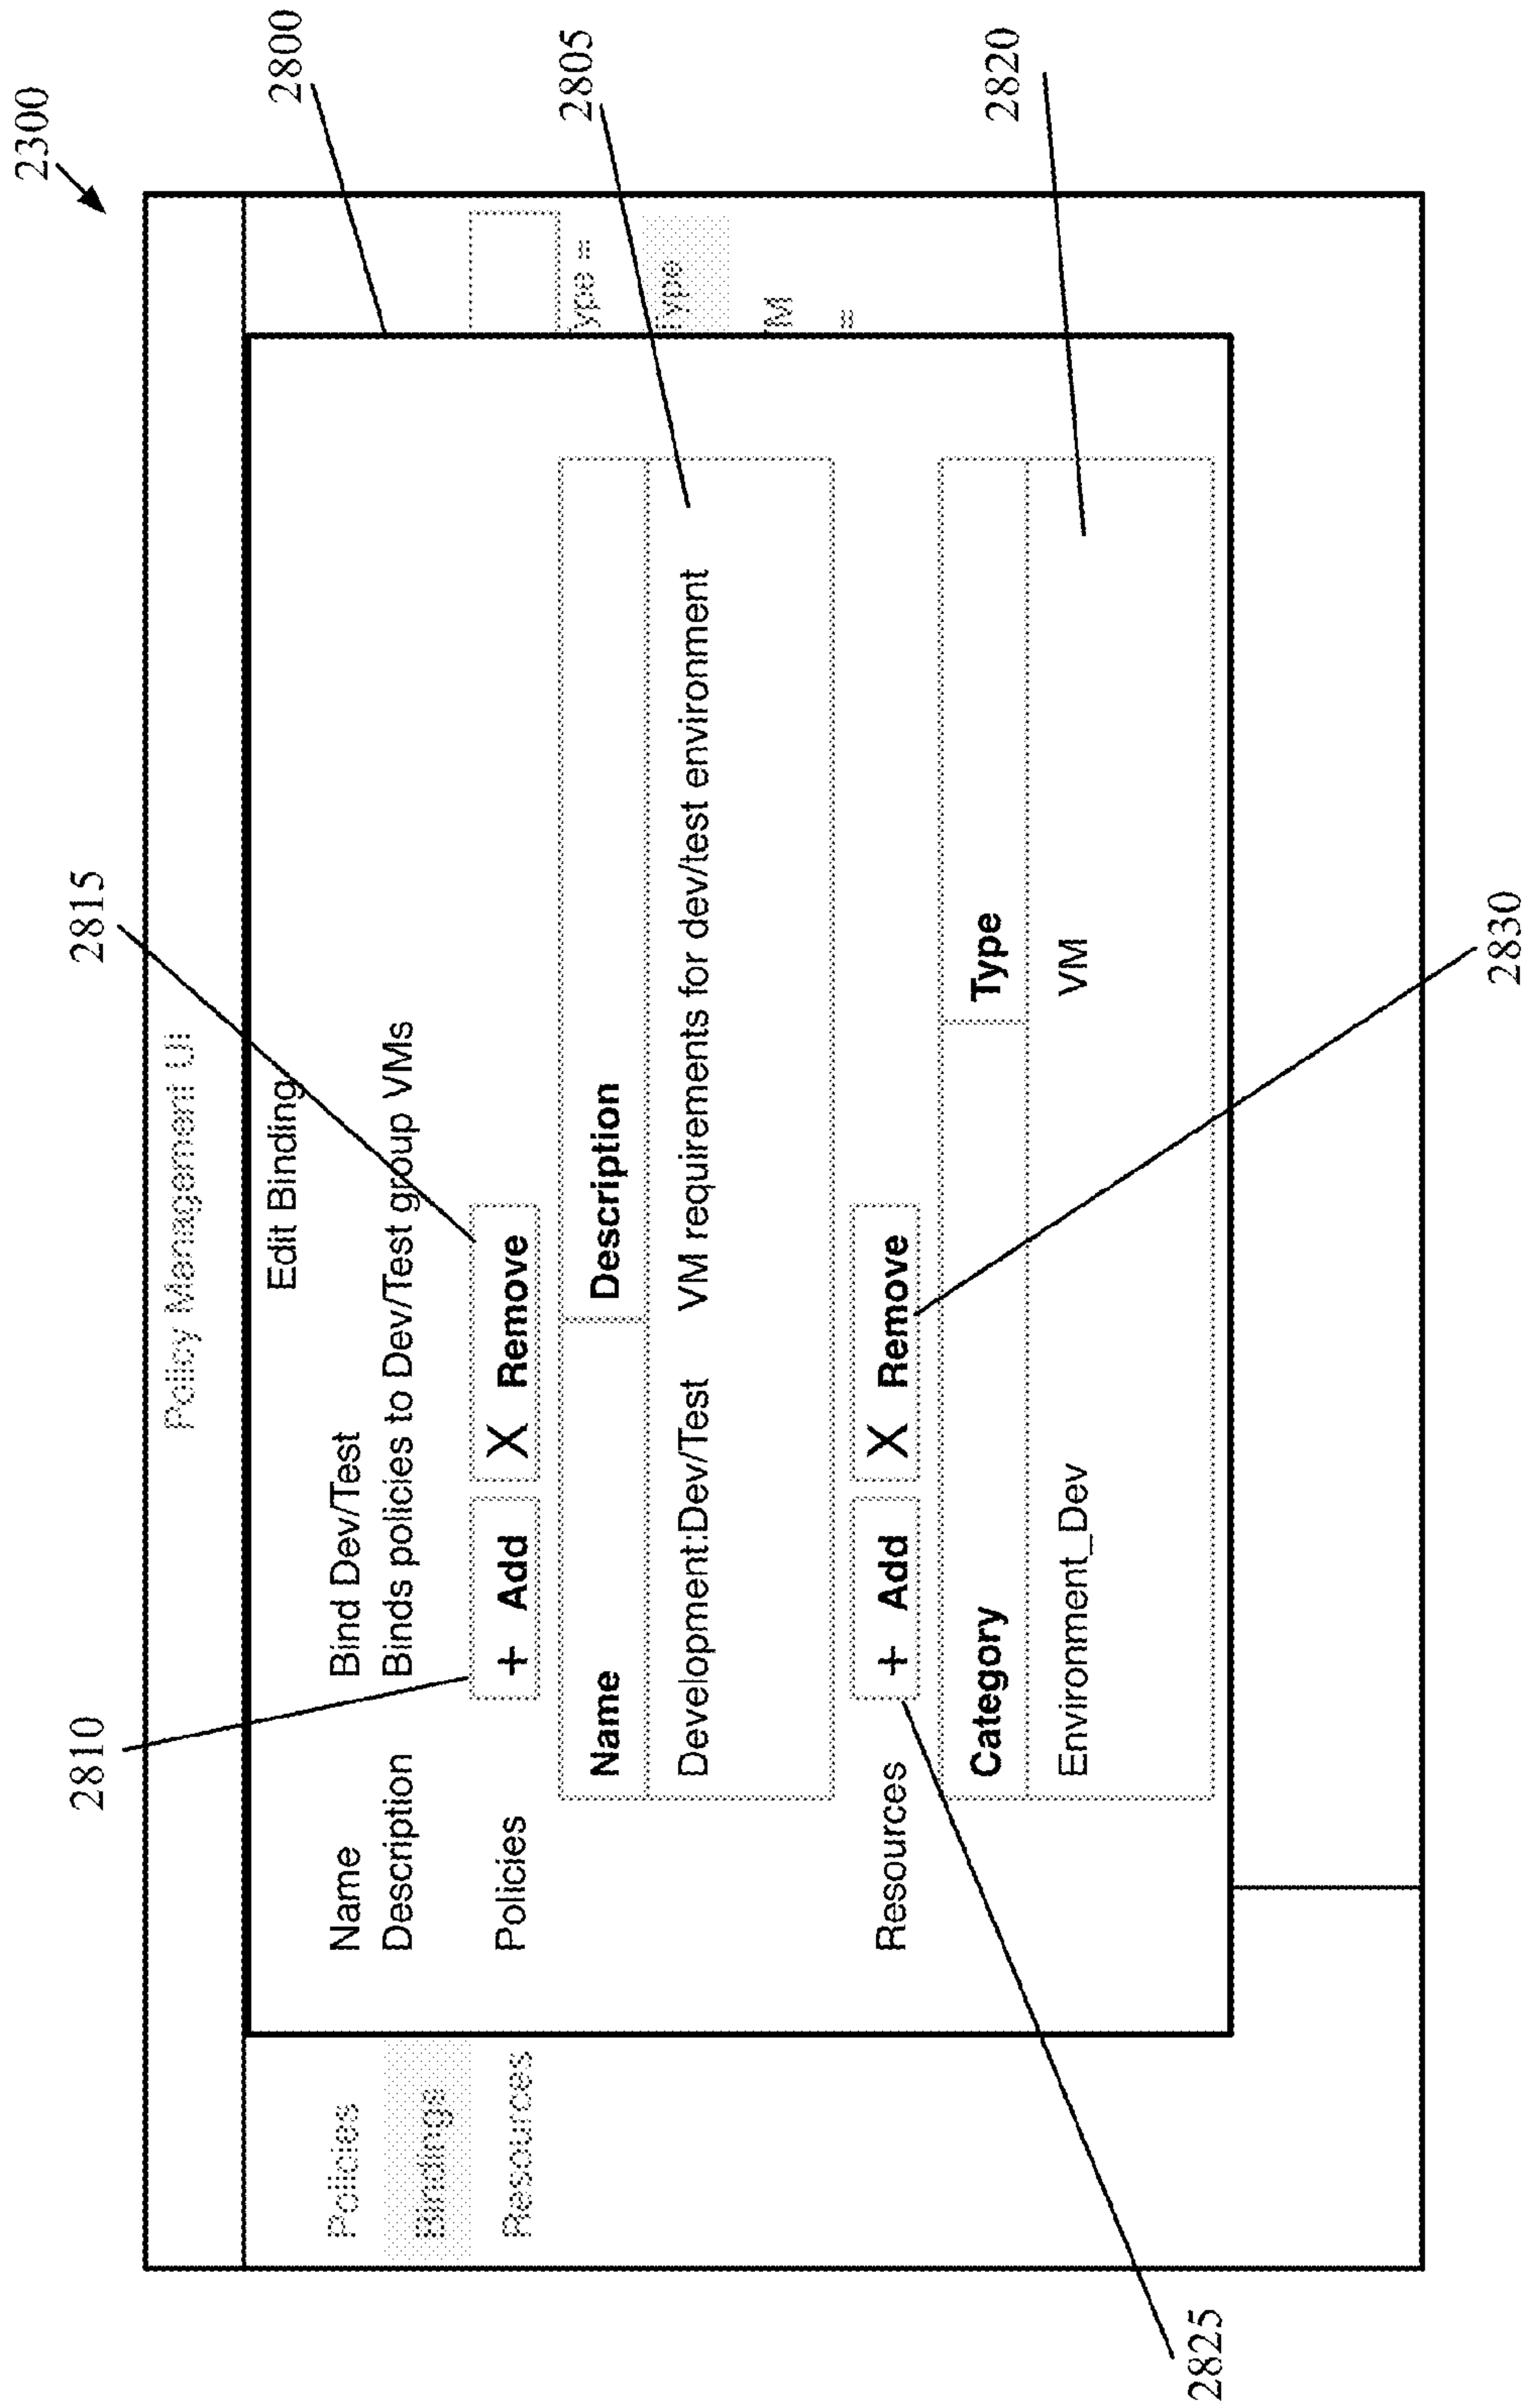 2300
2800
2805
2820
2815
2810
2830
2825
Policy Management UI
Policies
Bindings
Resources
Edit Binding
Name Bind Dev/Test
Description Binds policies to Dev/Test group VMs
Policies + Add X Remove
Name Description
Development:Dev/Test VM requirements for dev/test environment
Resources + Add X Remove
Category Type
Environment_Dev VM
ype =
=